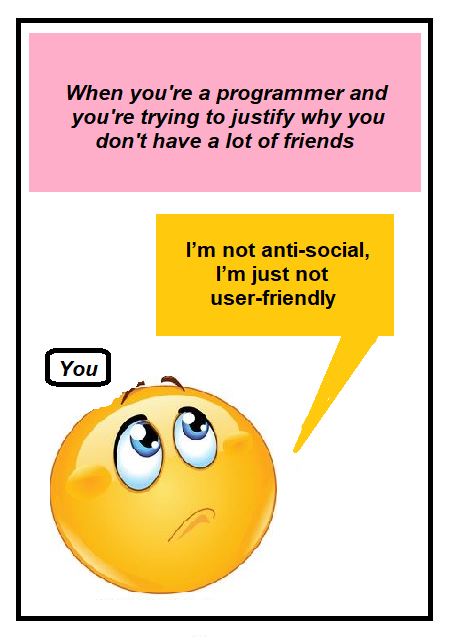 When you're a programmer and
you're trying to justify why you
don't have a lot of friends
I’m not anti-social,
I’m just not
user-friendly
You